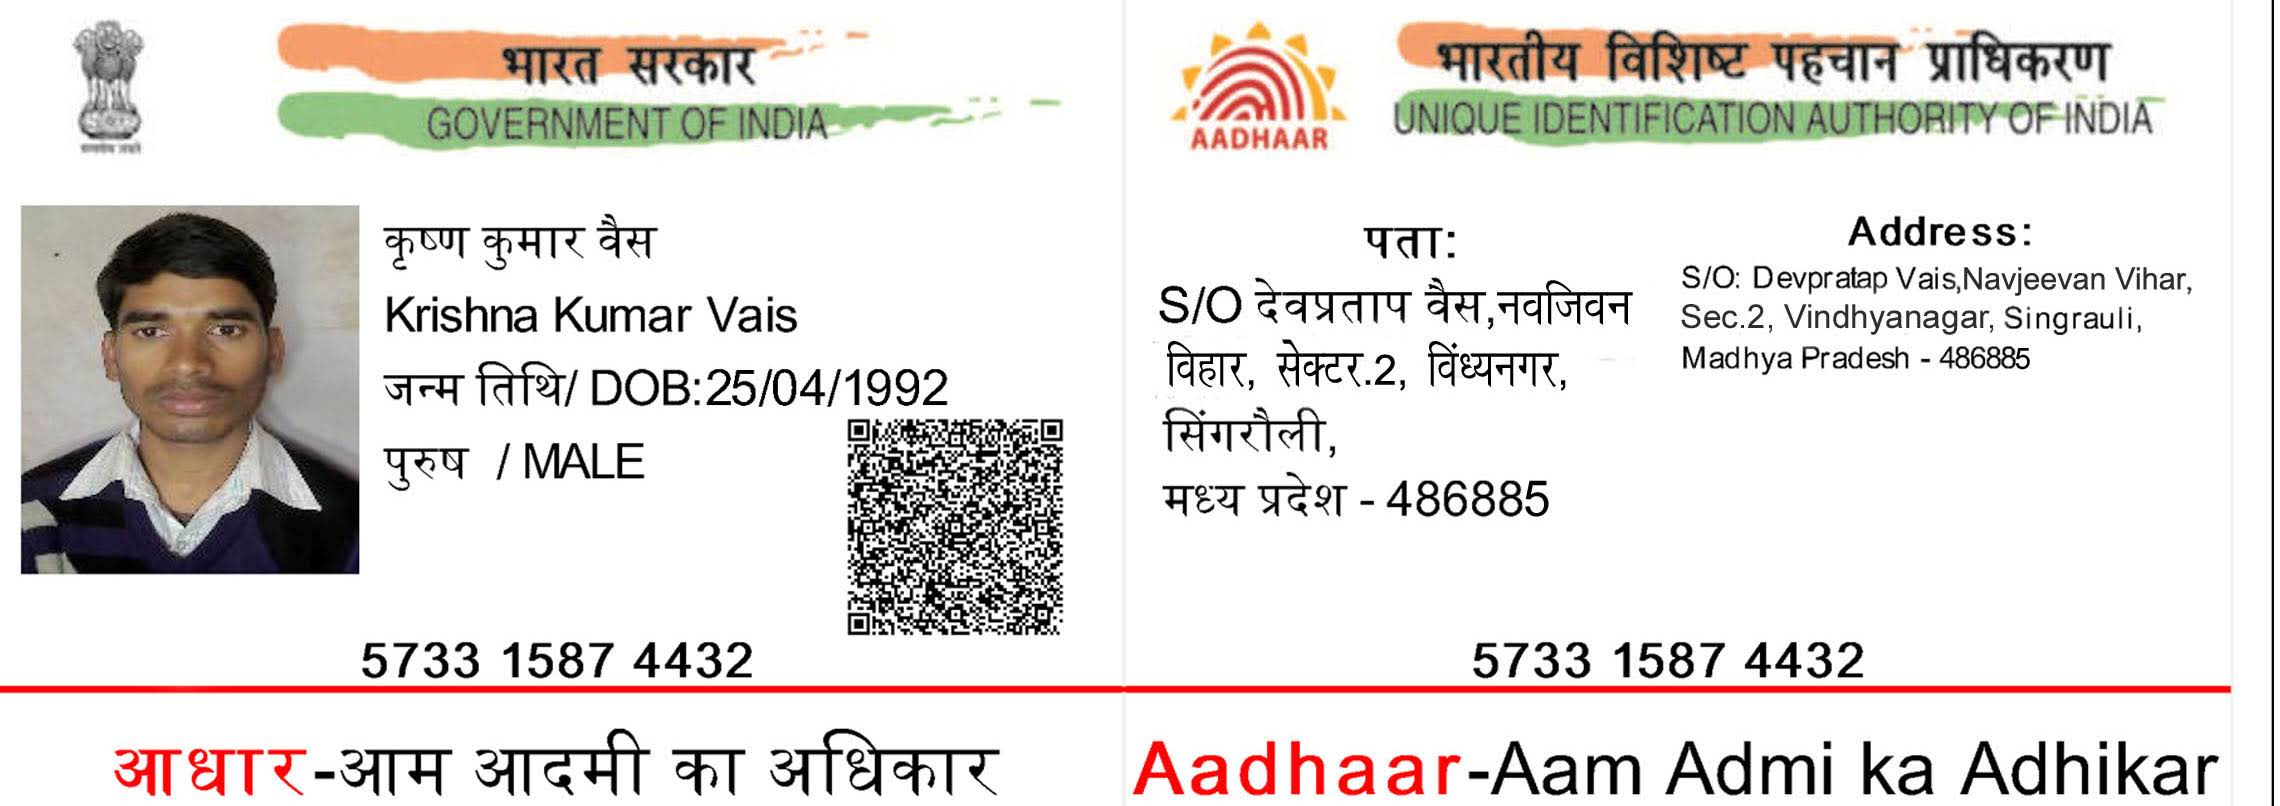 भारत सरकार
GOVERNMENT OF INDIA
कृष्ण कुमार वैस
Krishna Kumar Vais
जन्म तिथि/ DOB:25/04/1992
पुरुष / MALE
5733 1587 4432
आधार-आम आदमी का अधिकार
भारतीय विशिष्ट पहचान प्राधिकरण
UNIQUE IDENTIFICATION AUTHORITY OF INDIA
AADHAAR
पता:
S/O देवप्रताप वैस,नवजिवन
विहार, सेक्टर.2, विंध्यनगर,
सिंगरौली,
मध्य प्रदेश - 486885
Address:
S/O: Devpratap Vais,Navjeevan Vihar,
Sec.2, Vindhyanagar, Singrauli,
Madhya Pradesh - 486885
5733 1587 4432
Aadhaar-Aam Admi ka Adhikar